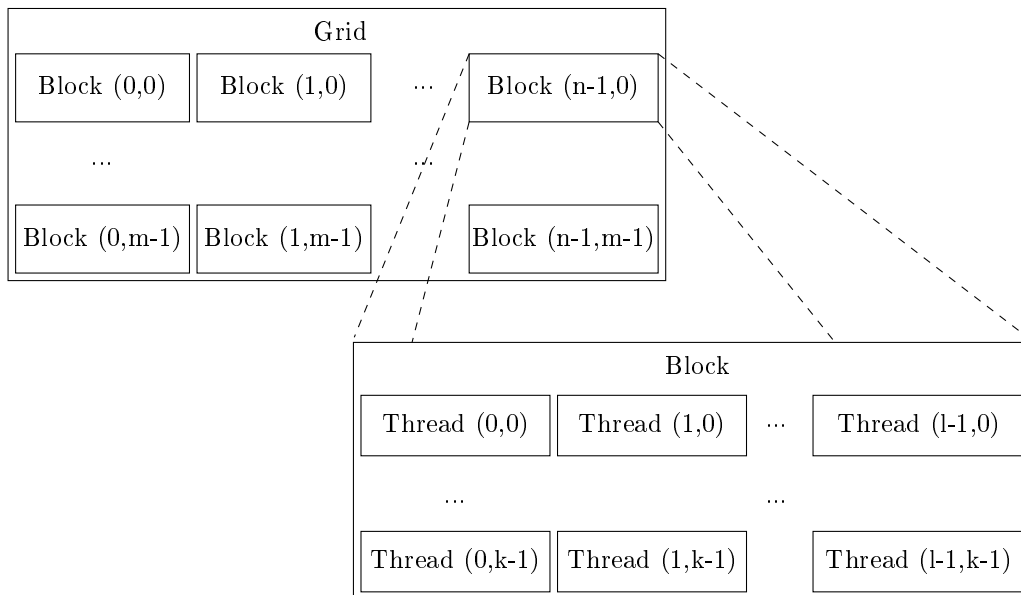 Grid
Block (0,0) Block (1,0) ... Block (n-1,0)
... ...
Block (0,m-1) Block (1,m-1) Block (n-1,m-1)
Block
Thread (0,0) Thread (1,0) ... Thread (l-1,0)
... ...
Thread (0,k-1) Thread (1,k-1) Thread (l-1,k-1)